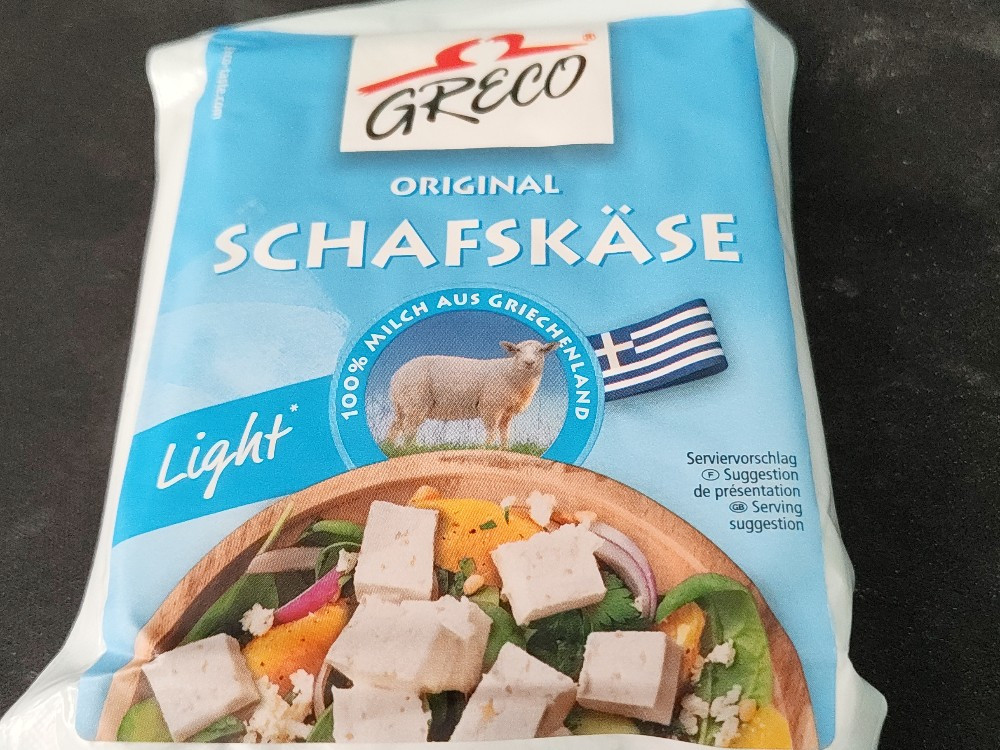 GRECO®
ORIGINAL
SCHAFSKÄSE
100% MILCH AUS GRIECHENLAND
Light*
Serviervorschlag
Ⓕ Suggestion
de présentation
GB Serving
suggestion